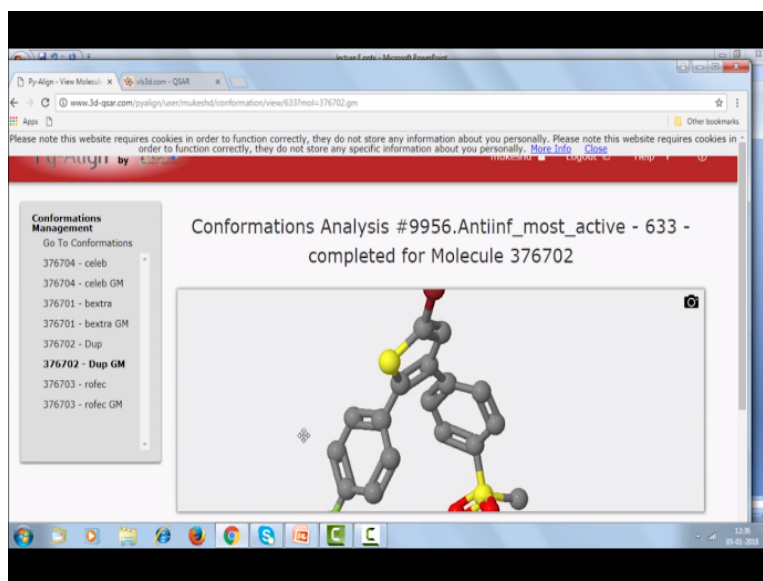 lecture F.pptx - Microsoft PowerPoint
Py-Align - View Molecul
vls3d.com - QSAR
www.3d-qsar.com/pyalign/user/mukeshd/conformation/view/633?mol=376702.gm
Apps
Other bookmarks
Please note this website requires cookies in order to function correctly, they do not store any information about you personally. Please note this website requires cookies in
order to function correctly, they do not store any specific information about you personally. More Info Close
Py-Align by
mukeshd Logout Help ?
Conformations
Management
Go To Conformations
376704 - celeb
376704 - celeb GM
376701 - bextra
376701 - bextra GM
376702 - Dup
376702 - Dup GM
376703 - rofec
376703 - rofec GM
Conformations Analysis #9956.Antiinf_most_active - 633 -
completed for Molecule 376702
12:36
05-01-2018